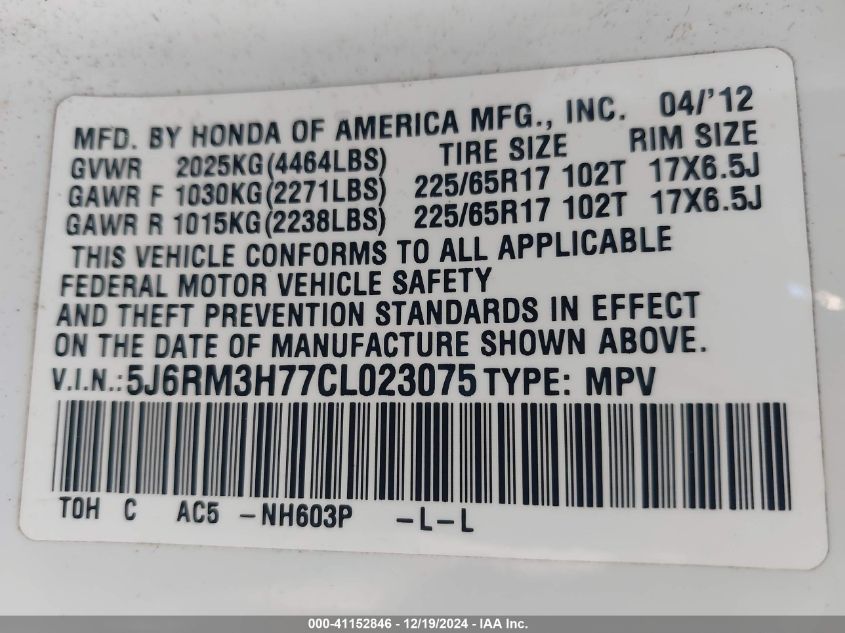 MFD. BY HONDA OF AMERICA MFG., INC. 04/'12
GVWR 2025KG(4464LBS) TIRE SIZE RIM SIZE
GAWR F 1030KG(2271LBS) 225/65R17 102T 17X6.5J
GAWR R 1015KG(2238LBS) 225/65R17 102T 17X6.5J
THIS VEHICLE CONFORMS TO ALL APPLICABLE
FEDERAL MOTOR VEHICLE SAFETY
AND THEFT PREVENTION STANDARDS IN EFFECT
ON THE DATE OF MANUFACTURE SHOWN ABOVE.
V.I.N.: 5J6RM3H77CL023075 TYPE: MPV
TOH C AC5 -NH603P -L-L
000-41152846 - 12/19/2024 - IAA Inc.